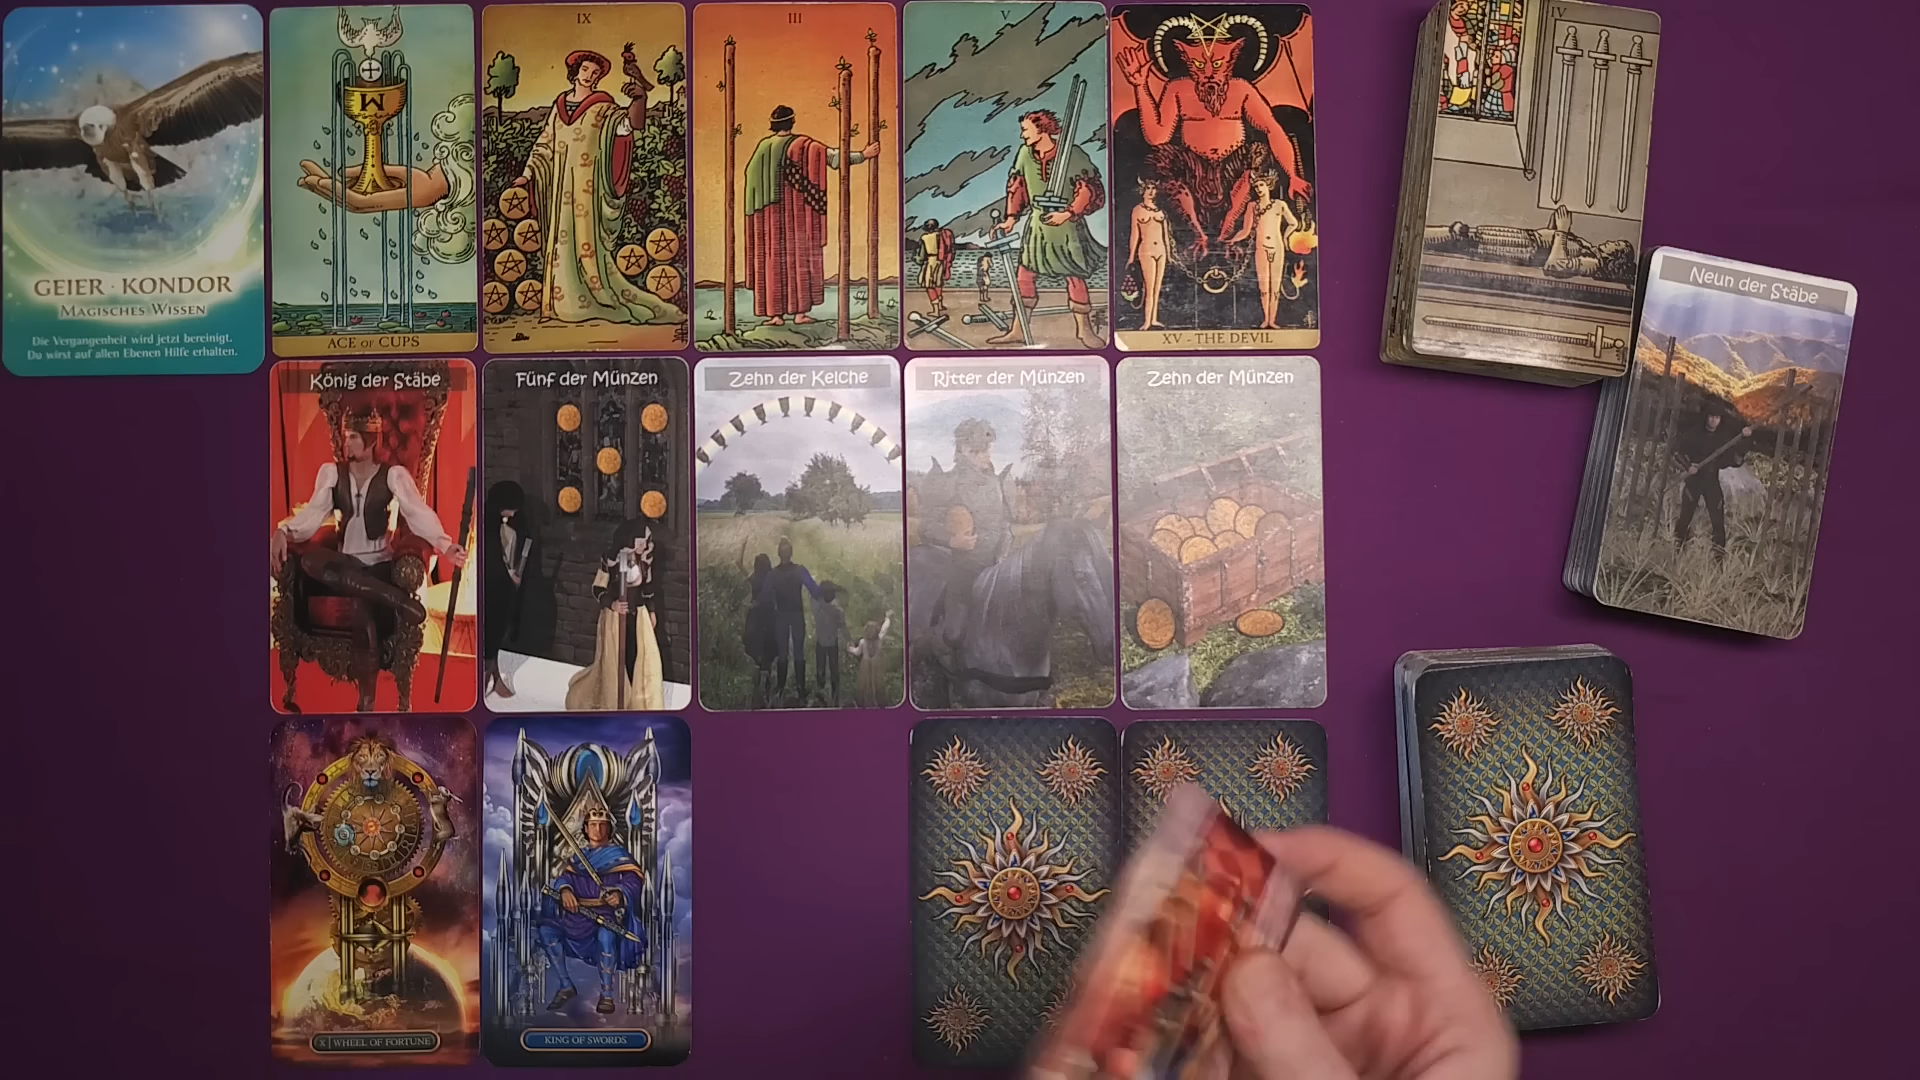 GEIER · KONDOR
MAGISCHES WISSEN
Die Vergangenheit wird jetzt bereinigt.
Du wirst auf allen Ebenen Hilfe erhalten.
ACE OF CUPS
IX
III
V
XV - THE DEVIL
IV
Neun der Stäbe
König der Stäbe
Fünf der Münzen
Zehn der Kelche
Ritter der Münzen
Zehn der Münzen
X WHEEL OF FORTUNE
KING OF SWORDS